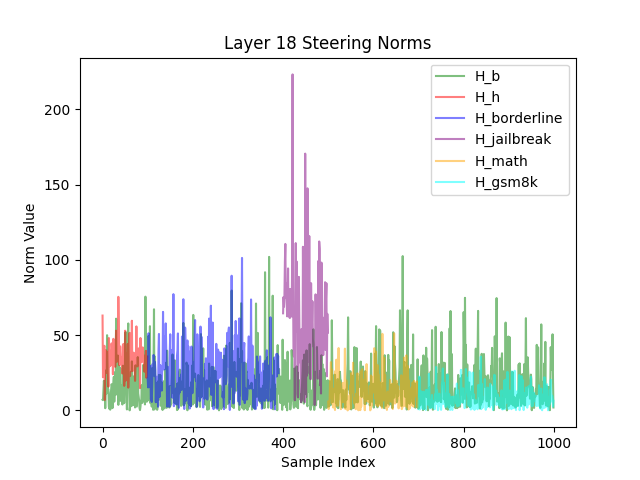 Layer 18 Steering Norms
H_b
H_h
H_borderline
H_jailbreak
H_math
H_gsm8k
Norm Value
200
150
100
50
0
0 200 400 600 800 1000
Sample Index